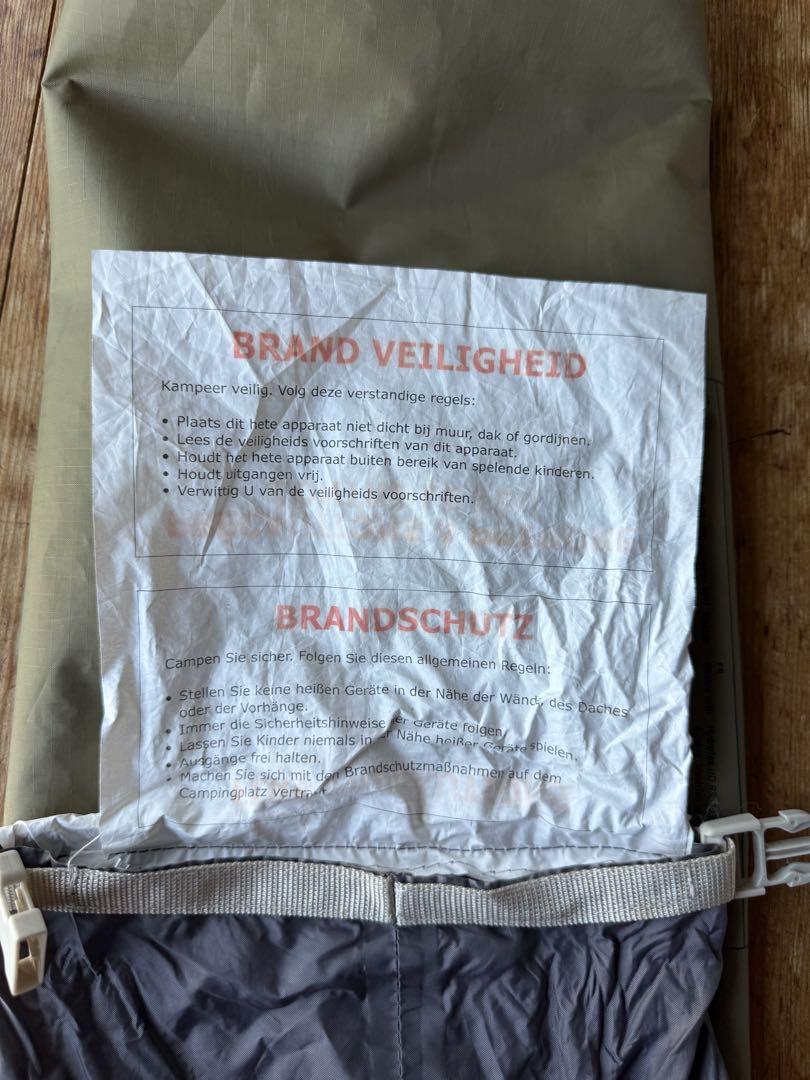 BRAND VEILIGHEID
Kampeer veilig. Volg deze verstandige regels:
• Plaats dit hete apparaat niet dicht bij muur, dak of gordijnen.
• Lees de veiligheids voorschriften van dit apparaat.
• Houdt het hete apparaat buiten bereik van spelende kinderen.
• Houdt uitgangen vrij.
• Verwittig U van de veiligheids voorschriften.
BRANDSCHUTZ
Campen Sie sicher. Folgen Sie diesen allgemeinen Regeln:
• Stellen Sie keine heißen Geräte in der Nähe der Wände, des Daches
oder der Vorhänge.
• Immer die Sicherheitshinweise der Geräte folgen.
• Lassen Sie Kinder niemals in der Nähe heißer Geräte spielen.
• Ausgänge frei halten.
• Machen Sie sich mit den Brandschutzmaßnahmen auf dem
Campingplatz vertraut.